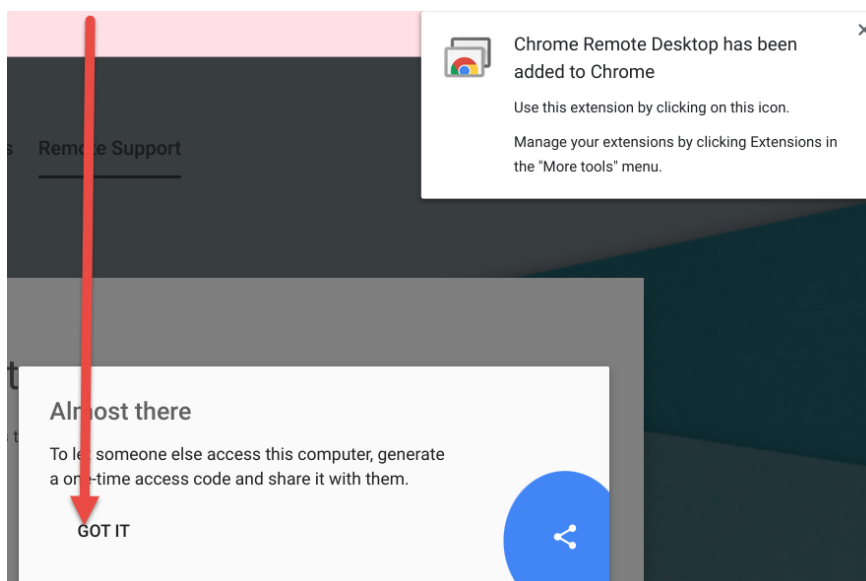 Chrome Remote Desktop has been
added to Chrome
Use this extension by clicking on this icon.
Manage your extensions by clicking Extensions in
the "More tools" menu.
s Remote Support
t
s t
Almost there
To let someone else access this computer, generate
a one-time access code and share it with them.
GOT IT